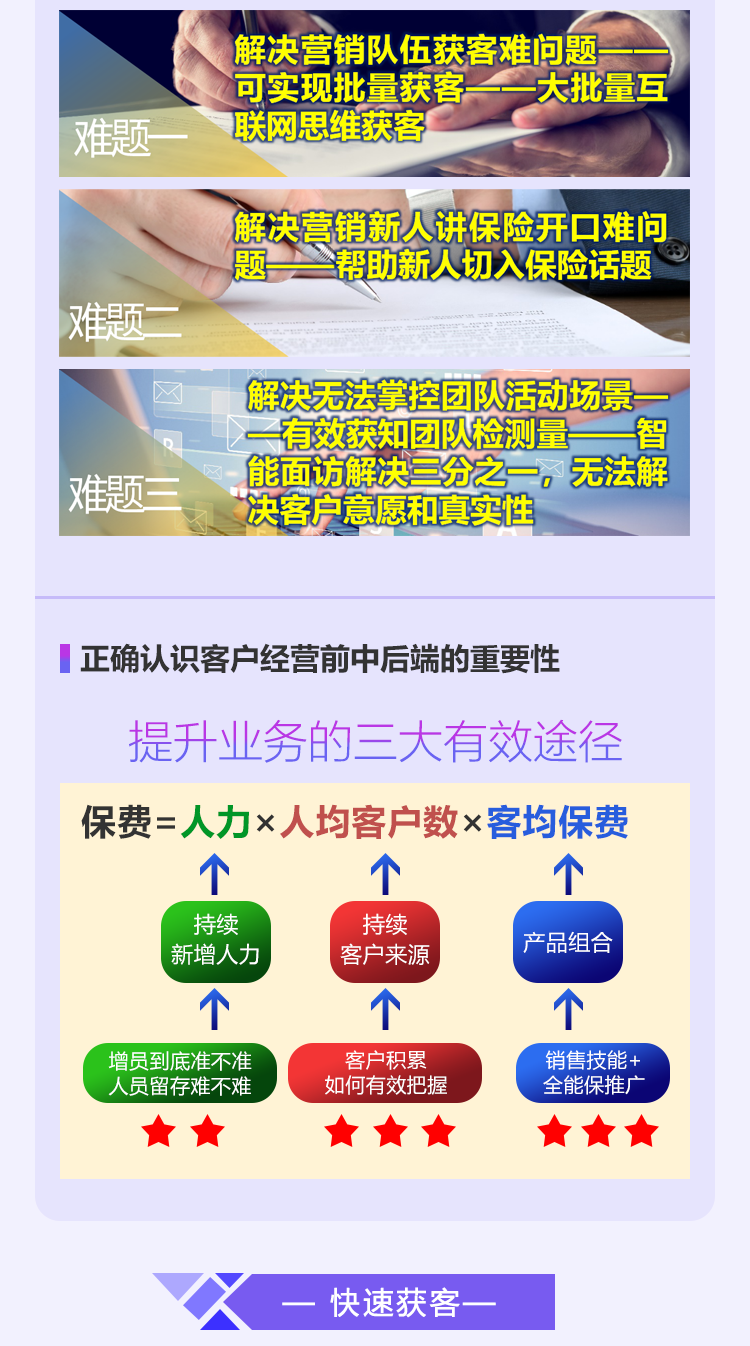 解决营销队伍获客难问题——
可实现批量获客——大批量互
联网思维获客
难题一
解决营销新人讲保险开口难问
题——帮助新人切入保险话题
难题二
解决无法掌控团队活动场景—
—有效获知团队检测量——智
能面访解决三分之一，无法解
决客户意愿和真实性
难题三
正确认识客户经营前中后端的重要性
提升业务的三大有效途径
保费=人力×人均客户数×客均保费
持续
新增人力
持续
客户来源
产品组合
增员到底准不准
人员留存难不难
客户积累
如何有效把握
销售技能+
全能保推广
— 快速获客—